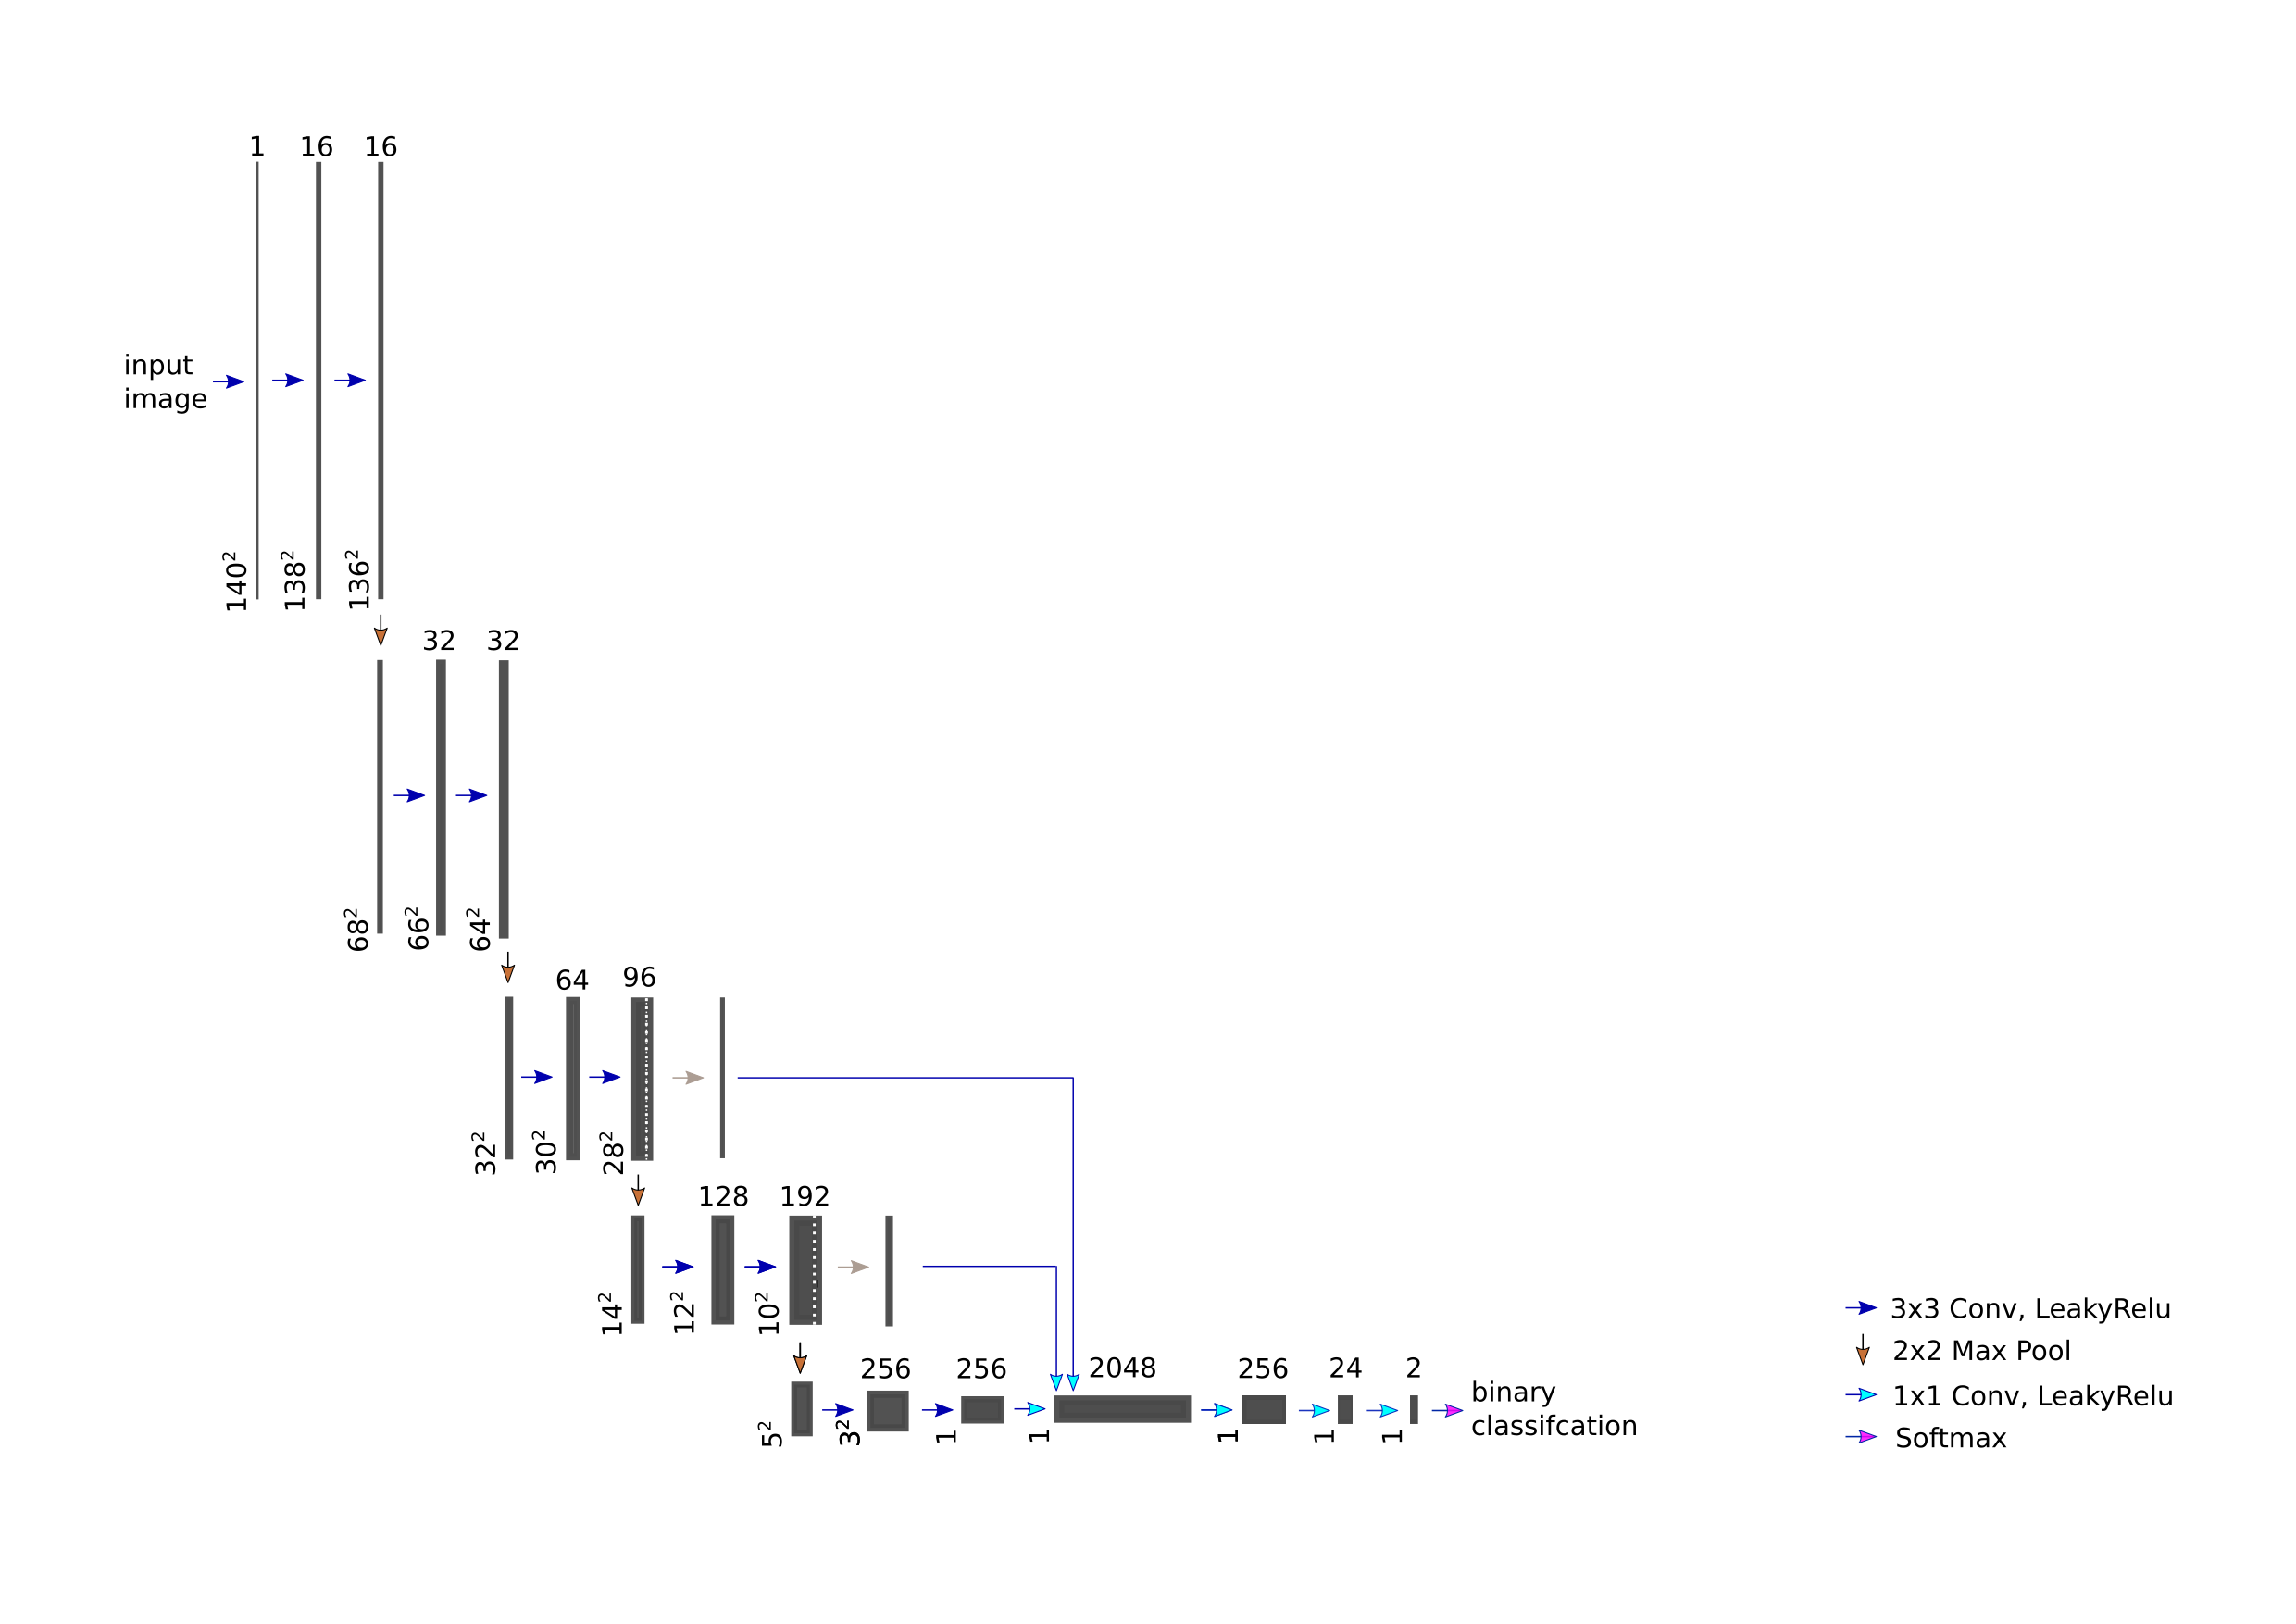 1 16 16
input
image
140² 138² 136²
32 32
68² 66² 64²
64 96
32² 30² 28²
128 192
14² 12² 10²
256 256 2048 256 24 2
binary
classifcation
5² 3² 1 1 1 1 1
3x3 Conv, LeakyRelu
2x2 Max Pool
1x1 Conv, LeakyRelu
Softmax